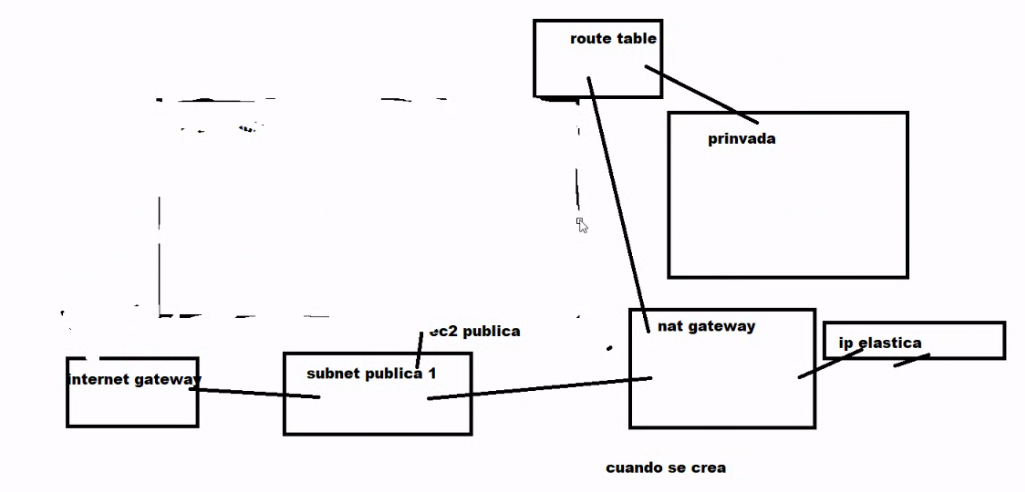 route table
prinvada
nat gateway
ec2 publica
ip elastica
subnet publica 1
internet gateway
cuando se crea